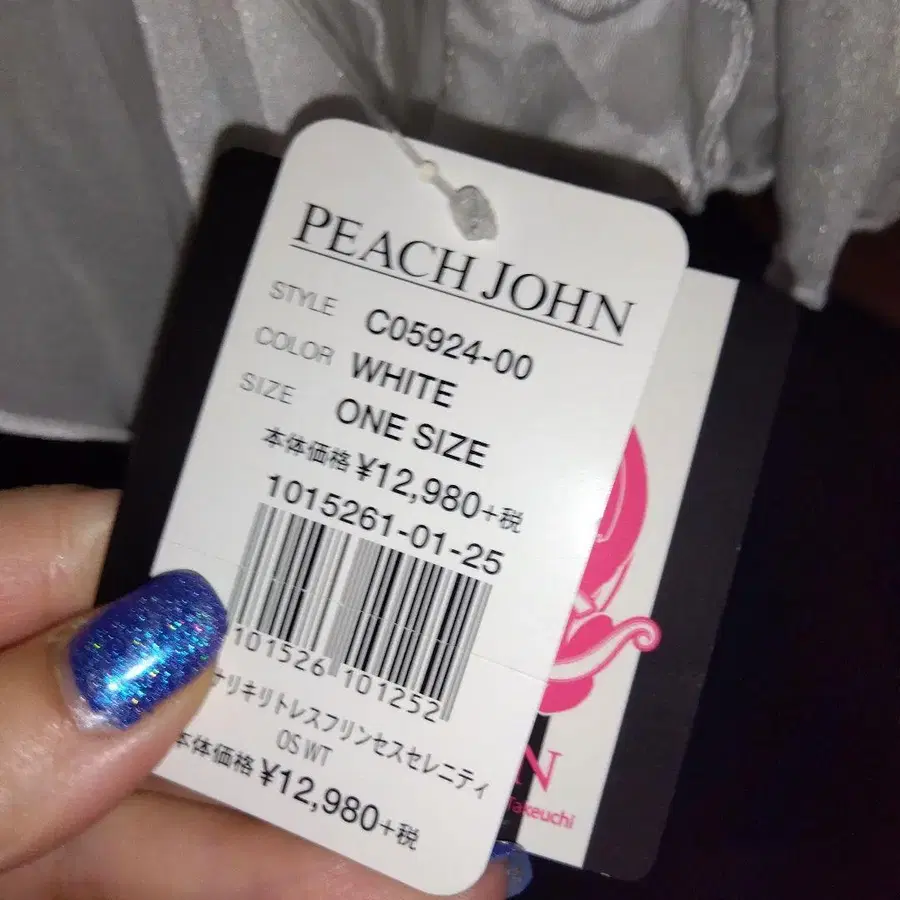 PEACH JOHN
STYLE C05924-00
COLOR WHITE
SIZE ONE SIZE
本体価格 ¥12,980+税
1015261-01-25
101526 101252
ナリキリトレスプリンセスセレニティ
OS WT
本体価格 ¥12,980+税
N
Takeuchi